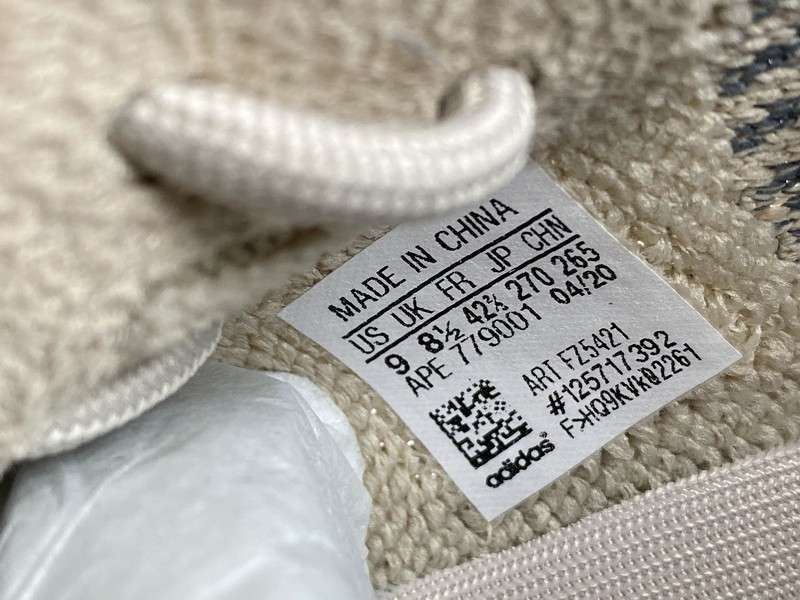 MADE IN CHINA
US UK FR JP CHN
9 8½ 42⅔ 270 265
APE 779001 04/20
ART FZ5421
#125717392
F>HQ9KVkQ2261
adidas